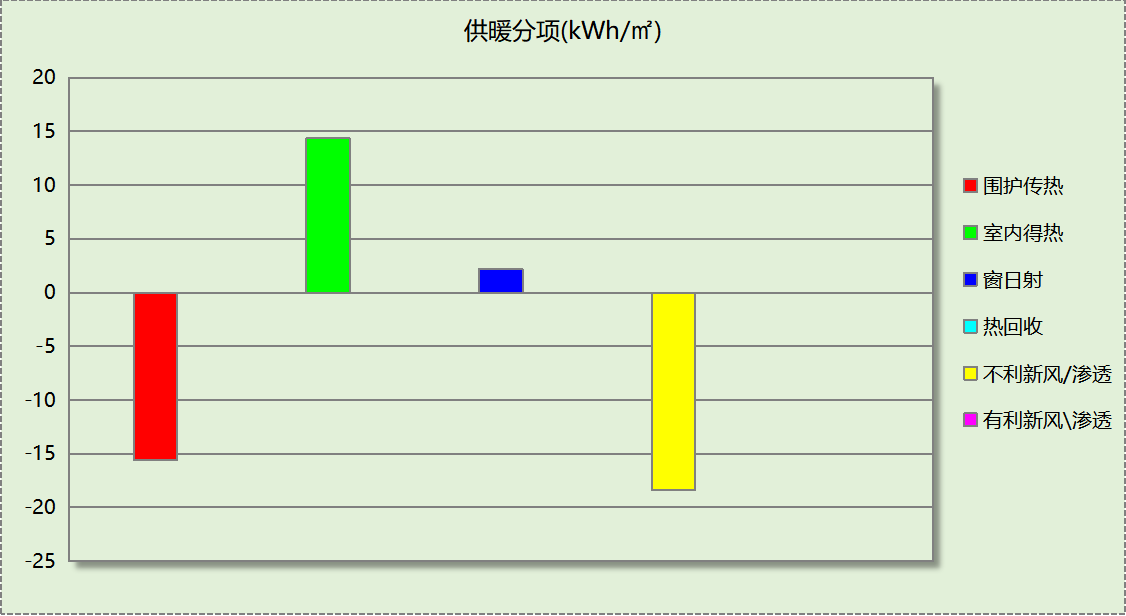 供暖分项(kWh/㎡)
20
15
10
5
0
-5
-10
-15
-20
-25
围护传热
室内得热
窗日射
热回收
不利新风/渗透
有利新风\渗透